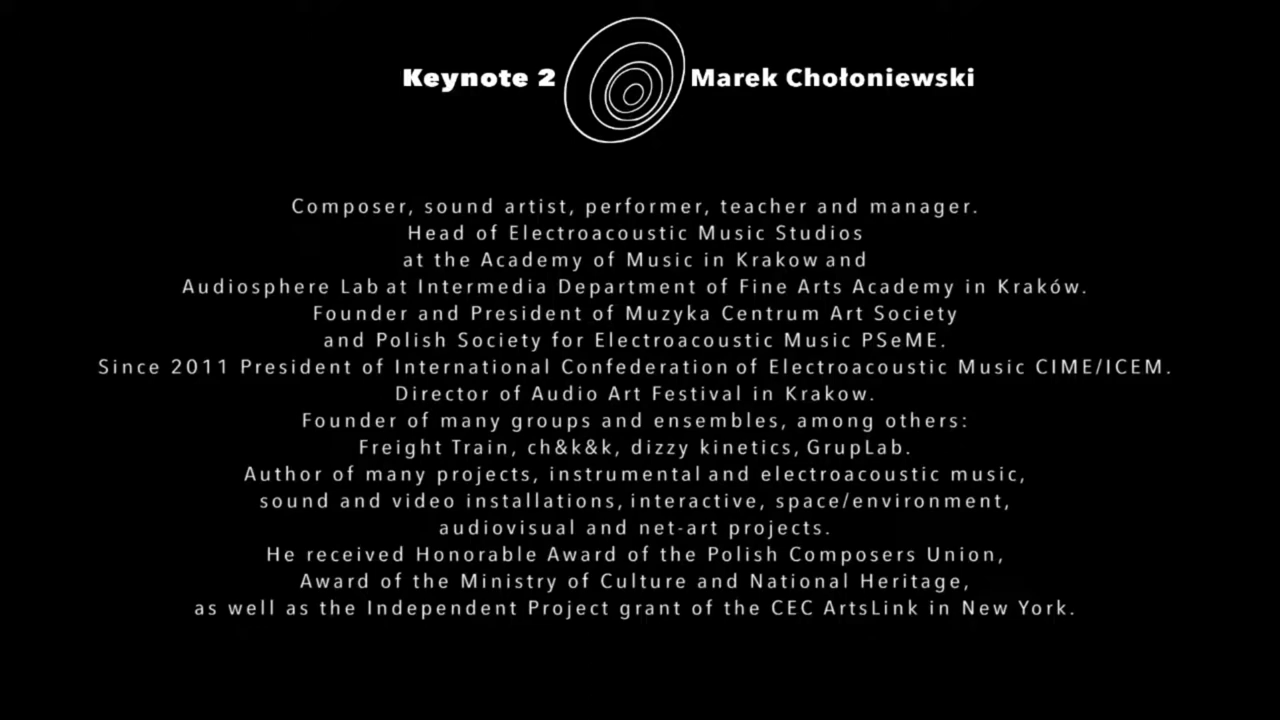 Keynote 2 Marek Chołoniewski
Composer, sound artist, performer, teacher and manager.
Head of Electroacoustic Music Studios
at the Academy of Music in Krakow and
Audiosphere Lab at Intermedia Department of Fine Arts Academy in Kraków.
Founder and President of Muzyka Centrum Art Society
and Polish Society for Electroacoustic Music PSeME.
Since 2011 President of International Confederation of Electroacoustic Music CIME/ICEM.
Director of Audio Art Festival in Krakow.
Founder of many groups and ensembles, among others:
Freight Train, ch&k&k, dizzy kinetics, GrupLab.
Author of many projects, instrumental and electroacoustic music,
sound and video installations, interactive, space/environment,
audiovisual and net-art projects.
He received Honorable Award of the Polish Composers Union,
Award of the Ministry of Culture and National Heritage,
as well as the Independent Project grant of the CEC ArtsLink in New York.